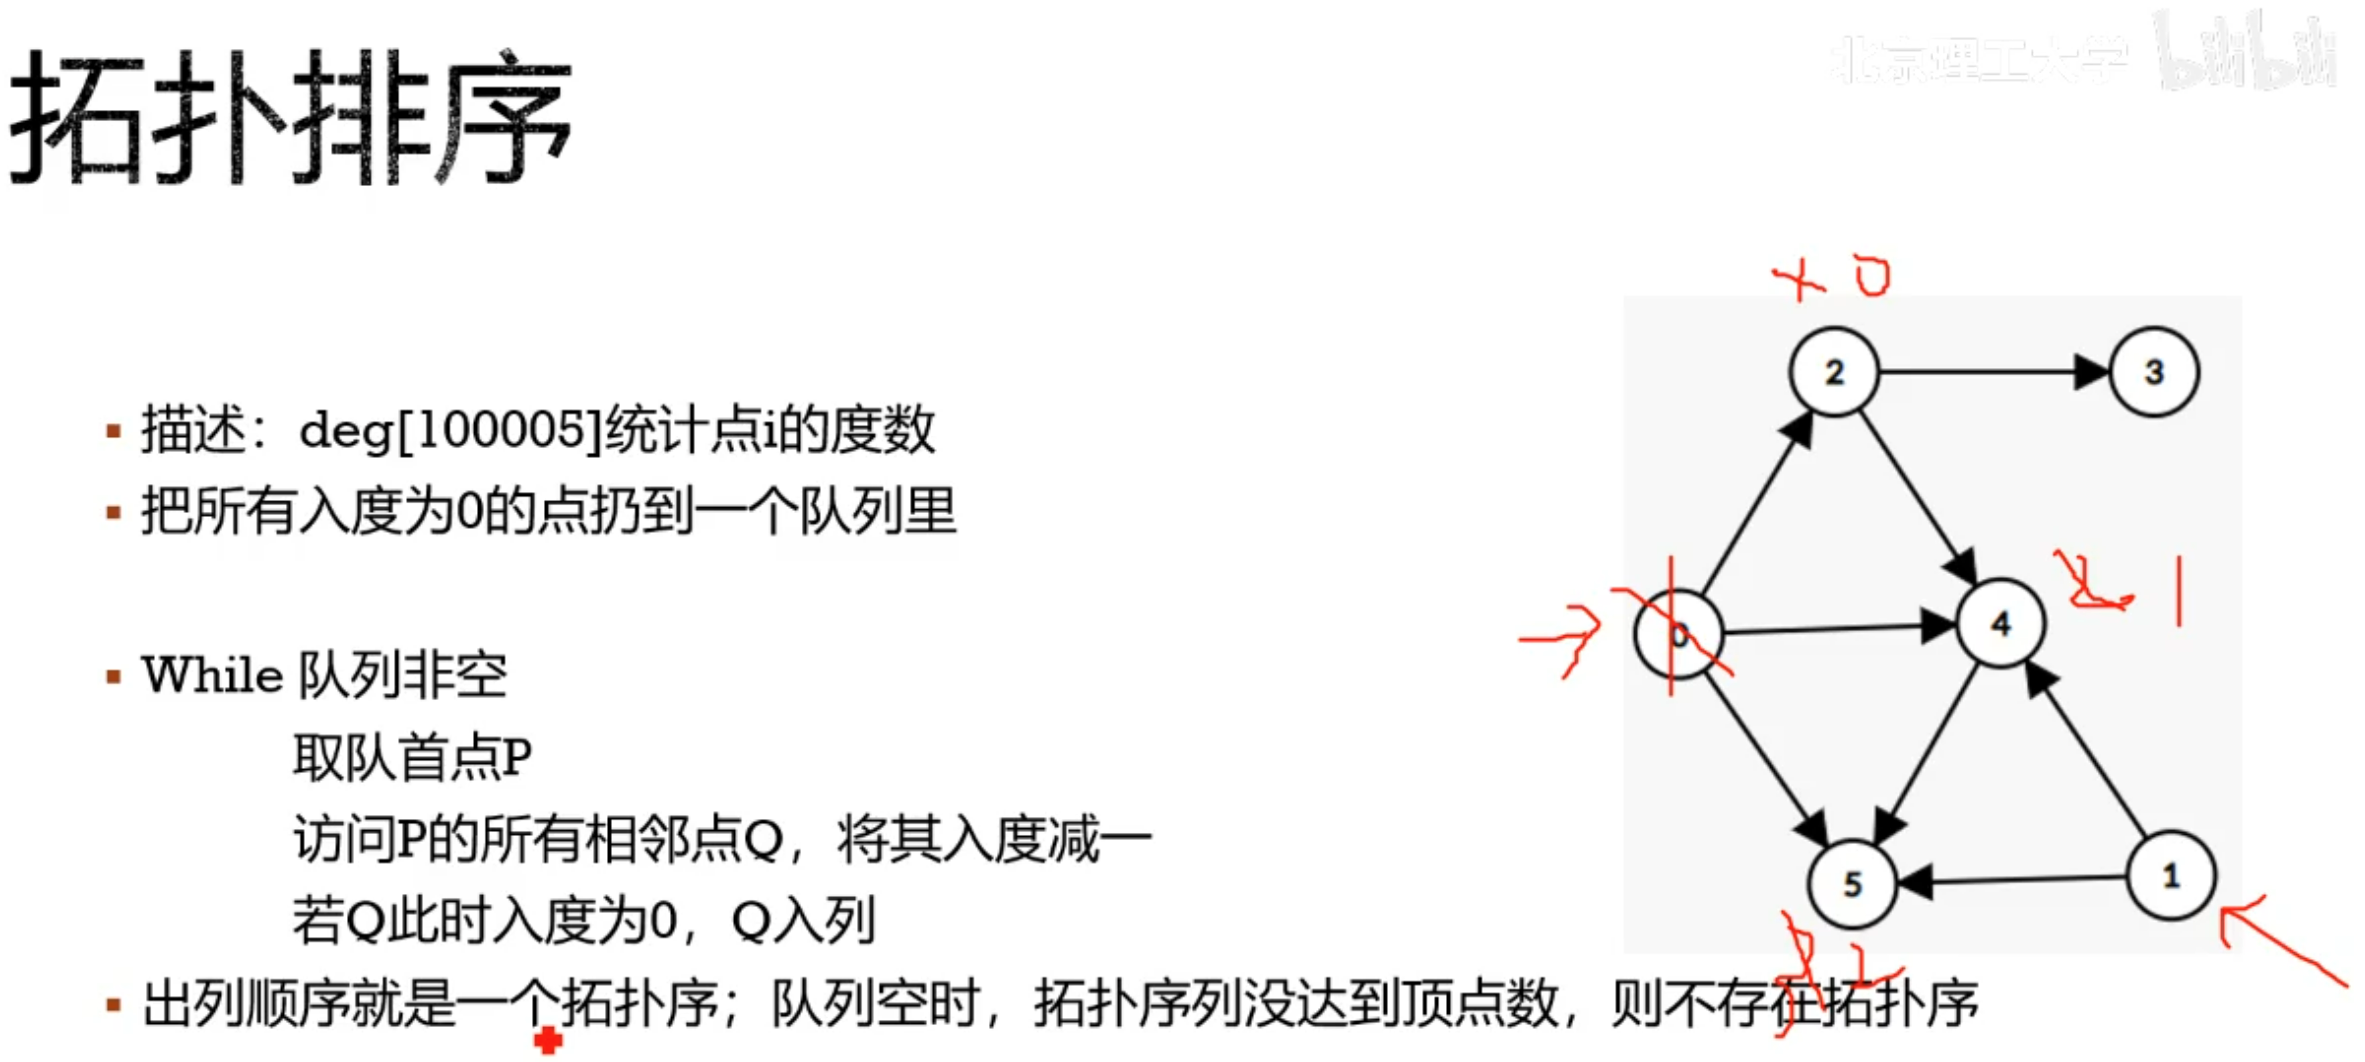 拓扑排序
北京理工大学 bilibili
描述：deg[100005]统计点i的度数
把所有入度为0的点扔到一个队列里
While 队列非空
取队首点P
访问P的所有相邻点Q，将其入度减一
若Q此时入度为0，Q入列
出列顺序就是一个拓扑序；队列空时，拓扑序列没达到顶点数，则不存在拓扑序
0
2
3
0
4
1
5
1